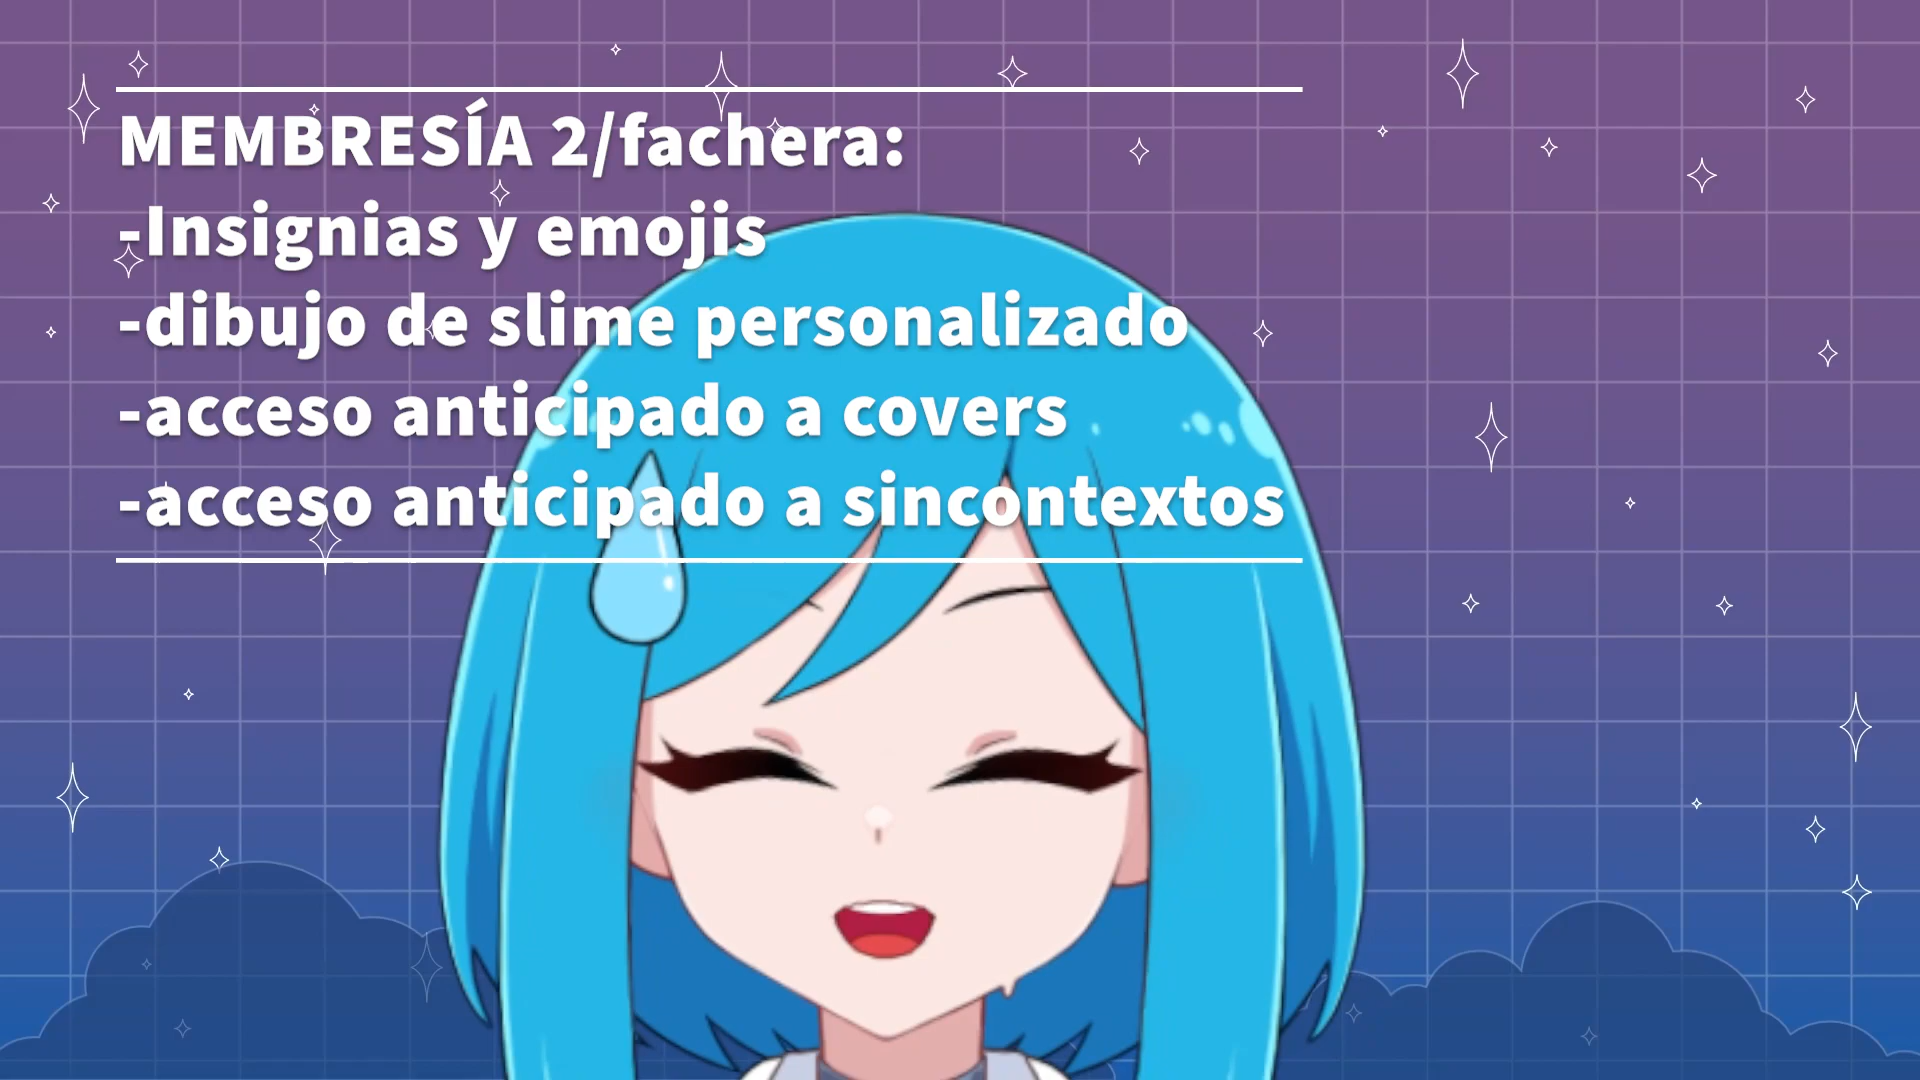 MEMBRESÍA 2/fachera:
-Insignias y emojis
-dibujo de slime personalizado
-acceso anticipado a covers
-acceso anticipado a sincontextos